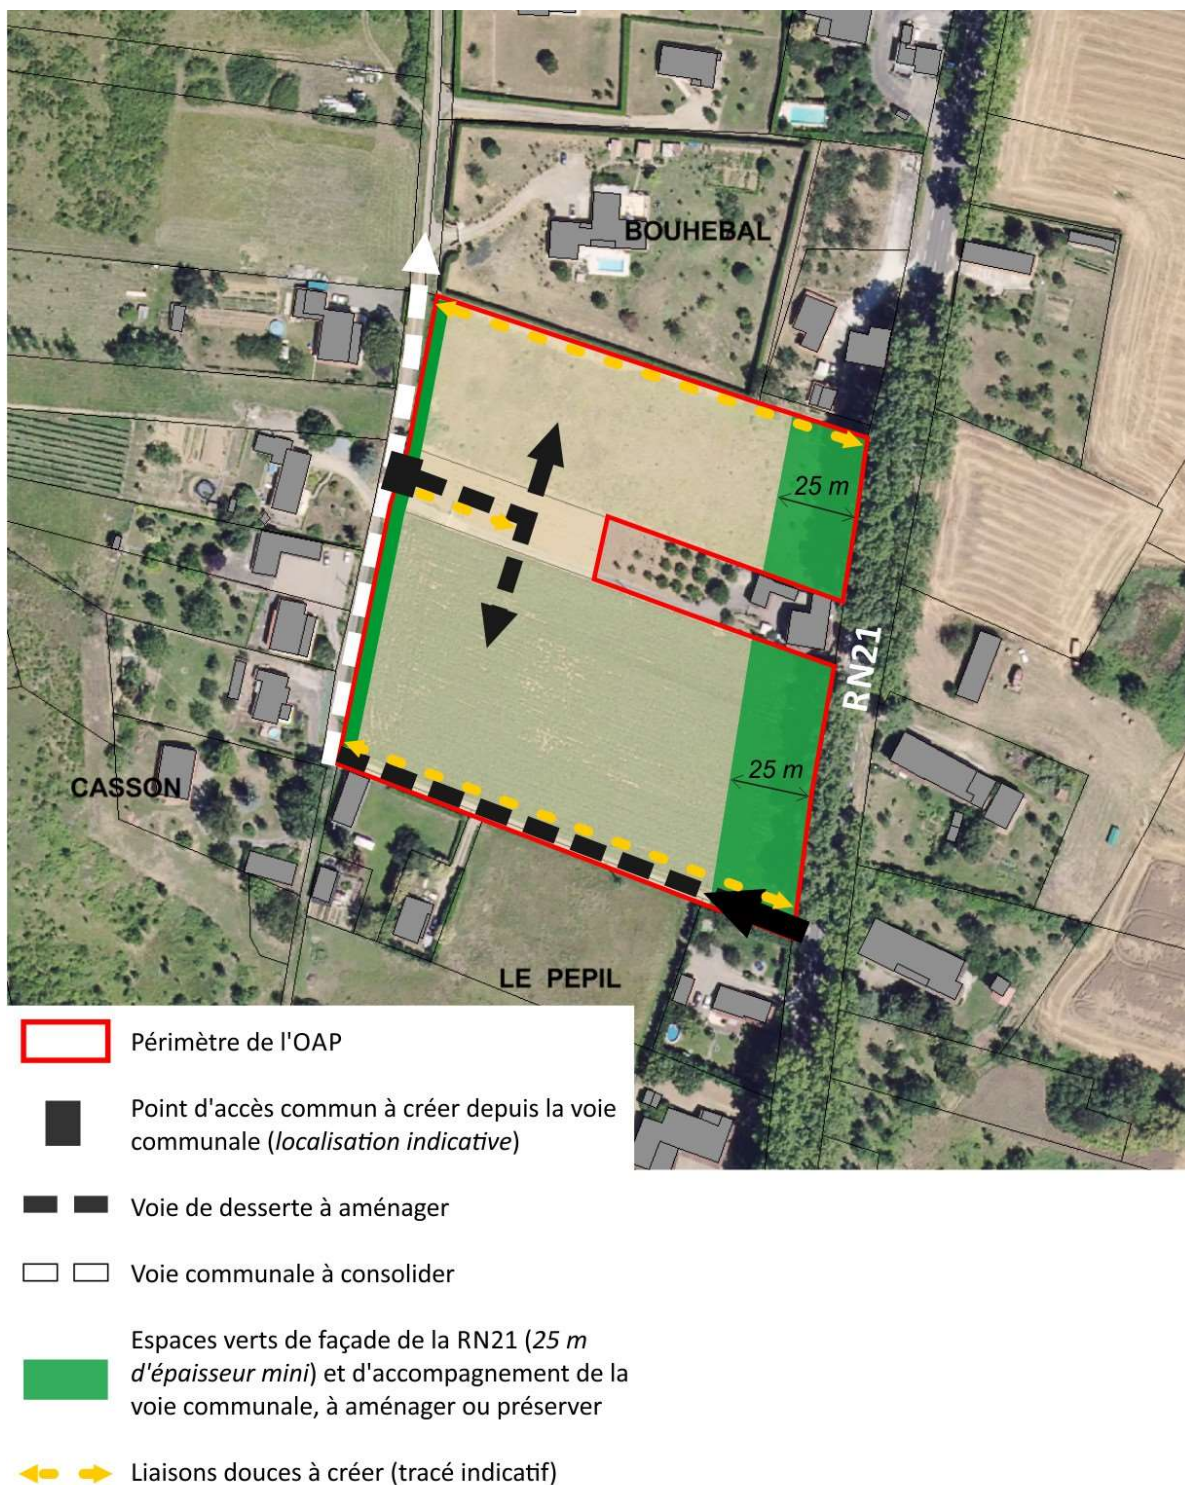 BOUHEBAL
25 m
RN21
25 m
CASSON
LE PEPIL
Périmètre de l'OAP
Point d'accès commun à créer depuis la voie
communale (localisation indicative)
Voie de desserte à aménager
Voie communale à consolider
Espaces verts de façade de la RN21 (25 m
d'épaisseur mini) et d'accompagnement de la
voie communale, à aménager ou préserver
Liaisons douces à créer (tracé indicatif)